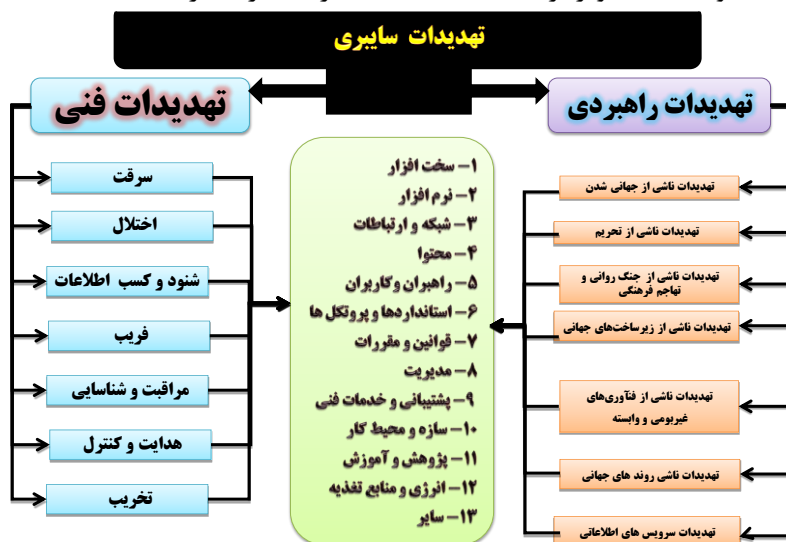 تهدیدات سایبری
تهدیدات راهبردی
تهدیدات فنی
تهدیدات ناشی از جهانی شدن
تهدیدات ناشی از تحریم
تهدیدات ناشی از جنگ روانی و
تهاجم فرهنگی
تهدیدات ناشی از زیرساخت‌های جهانی
تهدیدات ناشی از فنّآوری‌های
غیربومی و وابسته
تهدیدات ناشی روند های جهانی
تهدیدات سرویس های اطلاعاتی
۱- سخت افزار
۲- نرم افزار
۳- شبکه و ارتباطات
۴- محتوا
۵- راهبران و کاربران
۶- استانداردها و پروتکل ها
۷- قوانین و مقررات
۸- مدیریت
۹- پشتیبانی و خدمات فنی
۱۰- سازه و محیط کار
۱۱- پژوهش و آموزش
۱۲- انرژی و منابع تغذیه
۱۳- سایر
سرقت
اختلال
شنود و کسب اطلاعات
فریب
مراقبت و شناسایی
هدایت و کنترل
تخریب